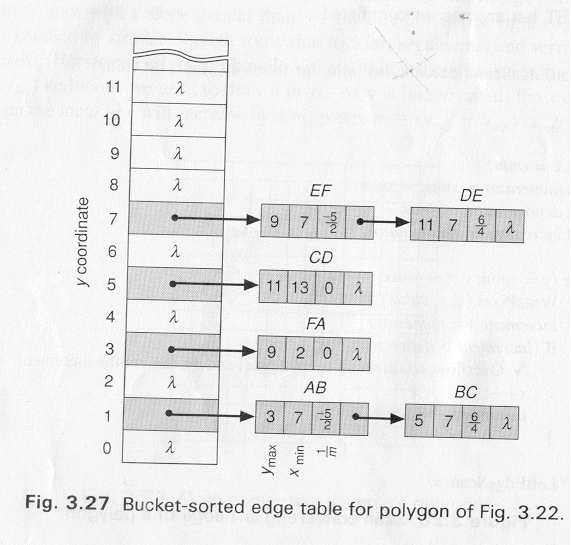 11 λ
10 λ
9 λ
8 λ
EF DE
7 9 7 -5/2 11 7 6/4 λ
6 λ
CD
5 11 13 0 λ
4 λ
FA
3 9 2 0 λ
2 λ
AB BC
1 3 7 -5/2 5 7 6/4 λ
0 λ
y coordinate
ymax x min 1/m
Fig. 3.27 Bucket-sorted edge table for polygon of Fig. 3.22.